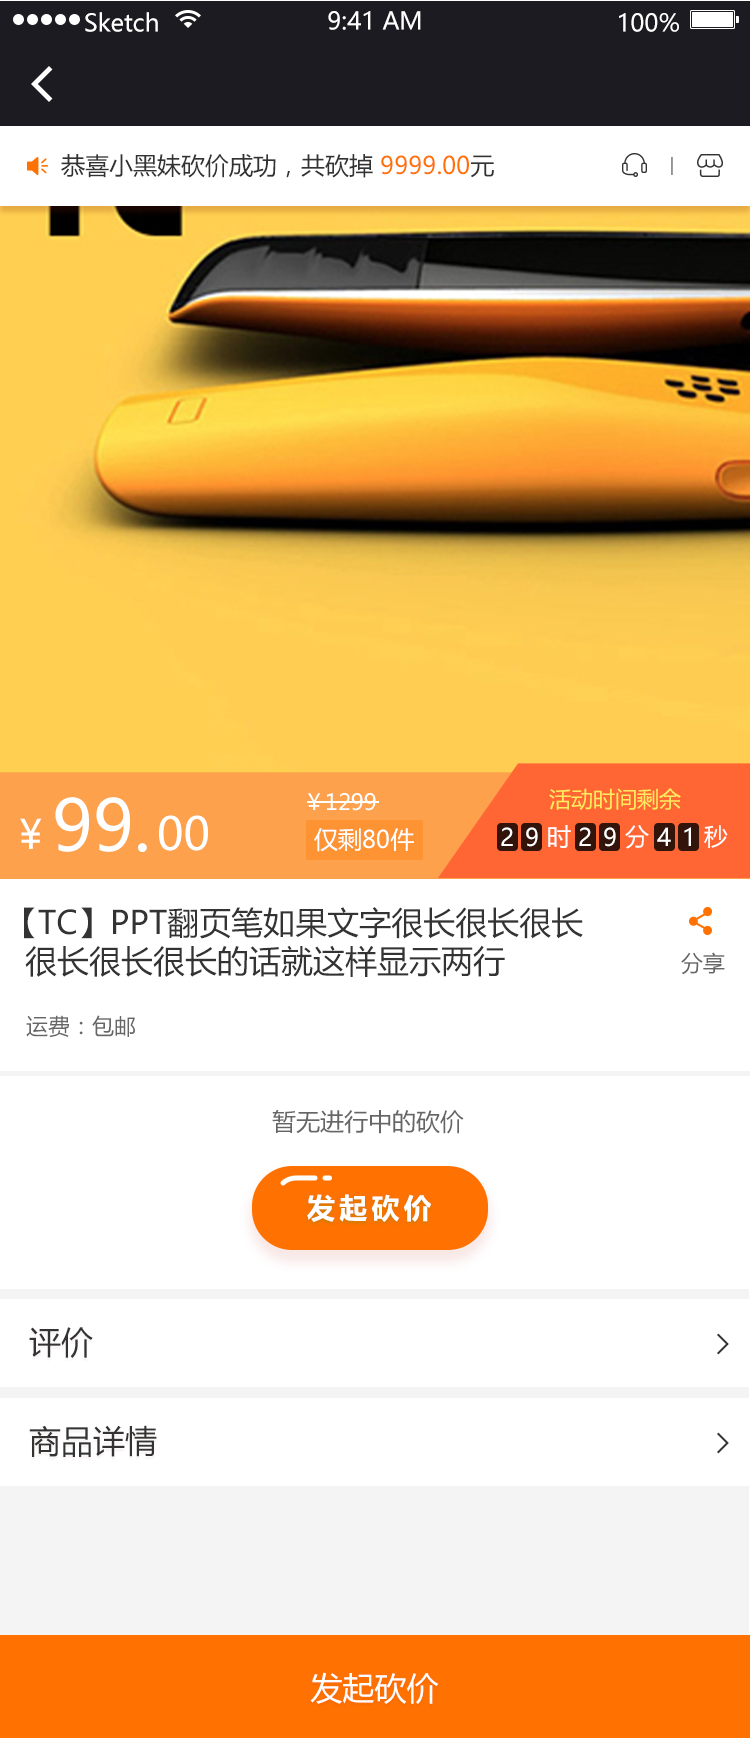 Sketch 9:41 AM 100%
恭喜小黑妹砍价成功，共砍掉 9999.00元
¥ 99.00
¥1299
仅剩80件
活动时间剩余
29时29分41秒
【TC】PPT翻页笔如果文字很长很长很长
很长很长很长的话就这样显示两行
分享
运费：包邮
暂无进行中的砍价
发起砍价
评价
商品详情
发起砍价